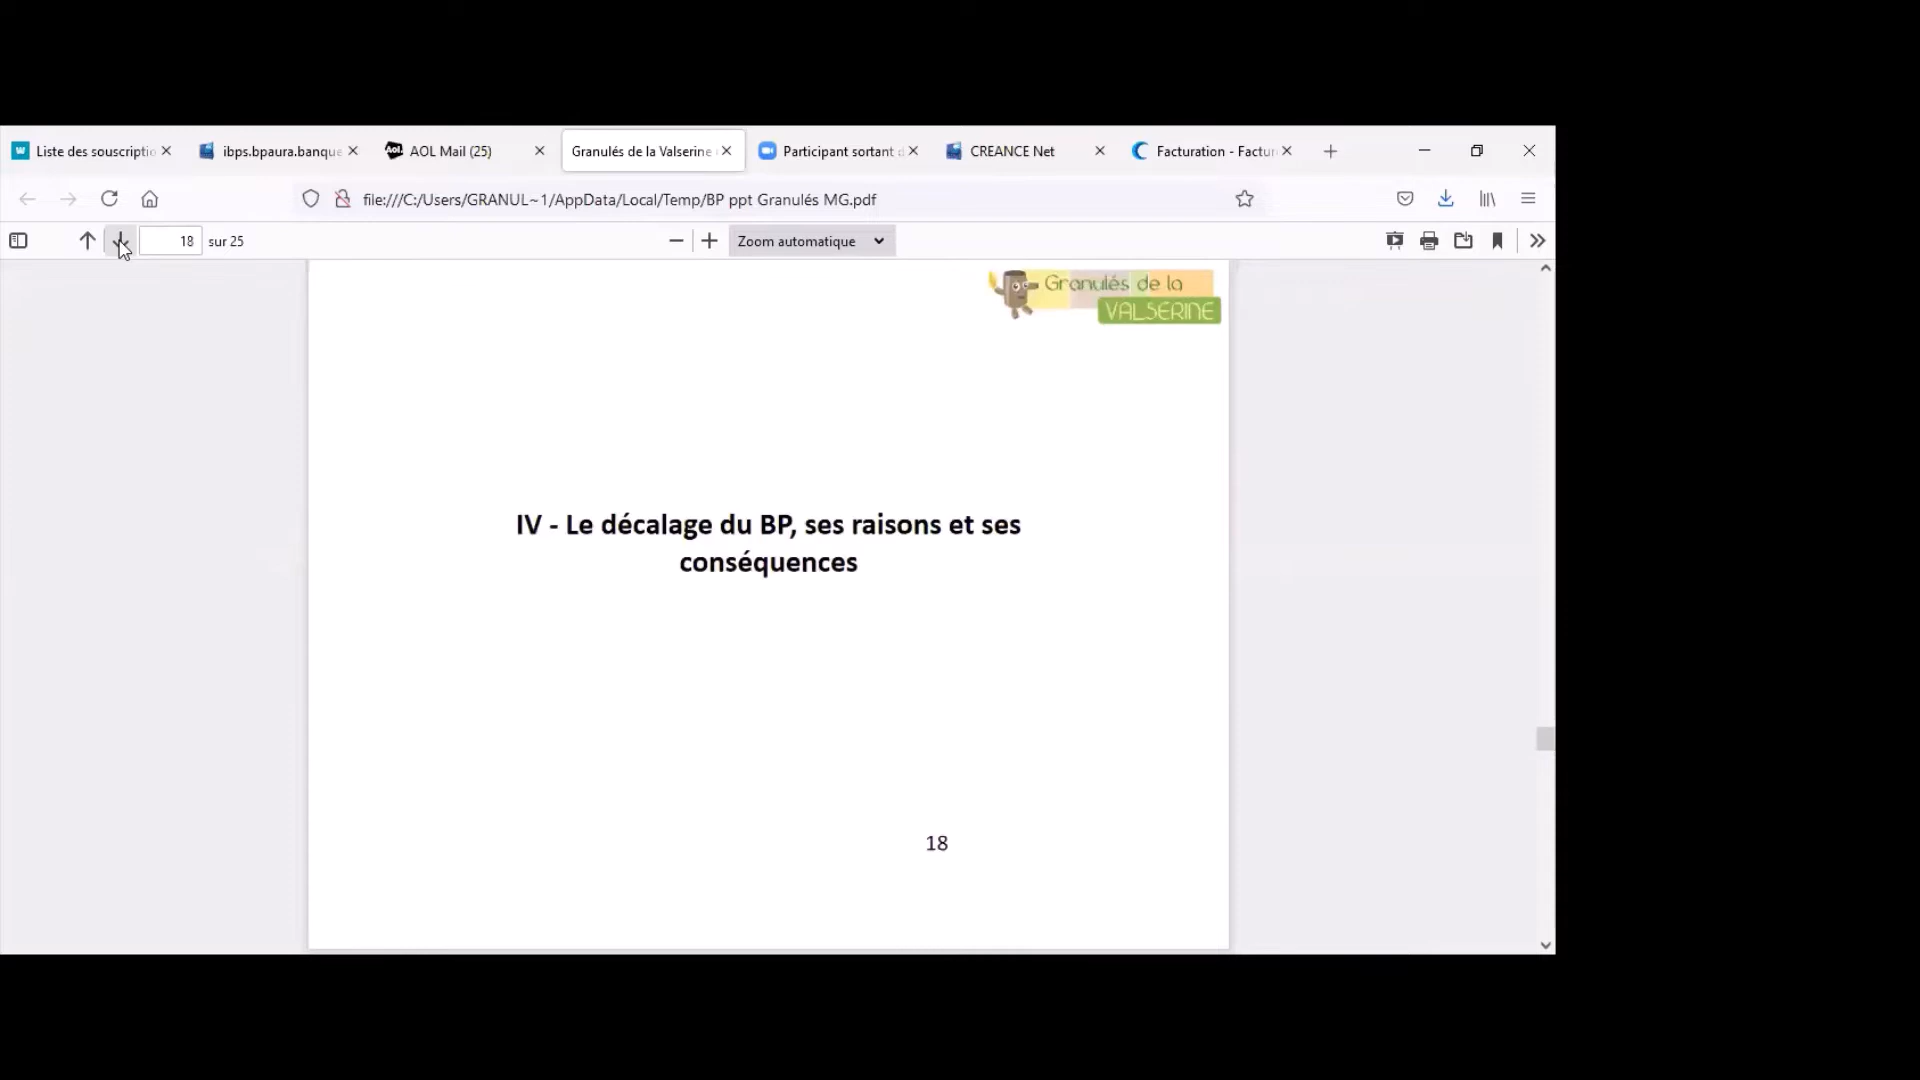 Liste des souscriptio
ibps.bpaura.banque
AOL Mail (25)
Granulés de la Valserine
Participant sortant d
CREANCE Net
Facturation - Factur
file:///C:/Users/GRANUL~1/AppData/Local/Temp/BP ppt Granulés MG.pdf
18 sur 25
Zoom automatique
Granulés de la
VALSERINE
IV - Le décalage du BP, ses raisons et ses
conséquences
18